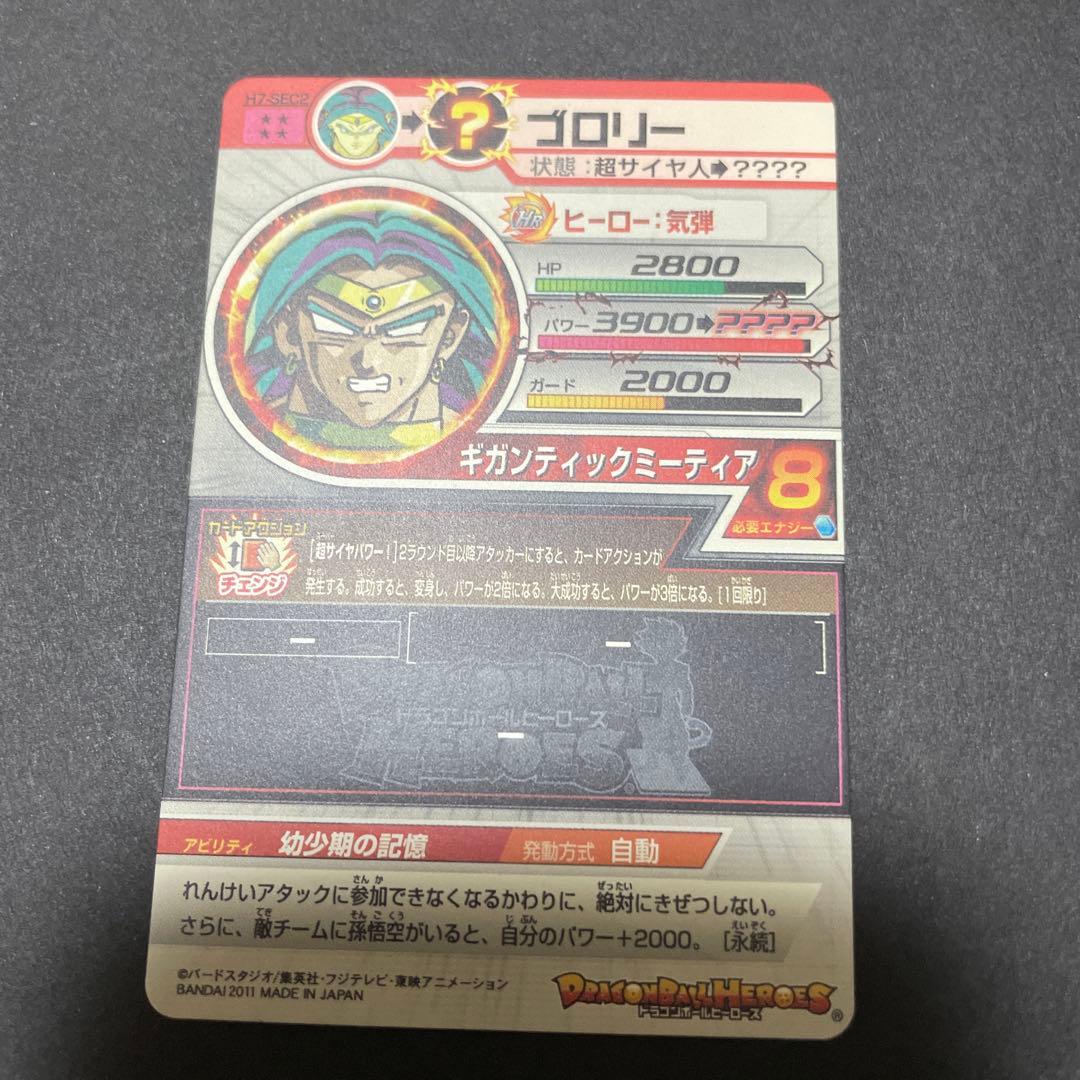 H7-SEC2
ゴロリー
状態：超サイヤ人➡????
HR ヒーロー：気弾
HP 2800
パワー 3900➡????
ガード 2000
ギガンティックミーティア 8
必要エナジー
カードアクション
チェンジ
[超サイヤパワー！]2ラウンド目以降アタッカーにすると、カードアクションが
発生する。成功すると、変身し、パワーが2倍になる。大成功すると、パワーが3倍になる。[1回限り]
ー
ー
ドラゴンボールヒーローズ
HEROES
ー
アビリティ 幼少期の記憶 発動方式 自動
れんけいアタックに参加できなくなるかわりに、絶対にきぜつしない。
さらに、敵チームに孫悟空がいると、自分のパワー+2000。[永続]
©バードスタジオ/集英社・フジテレビ・東映アニメーション
BANDAI 2011 MADE IN JAPAN
DRAGONBALL HEROES
ドラゴンボールヒーローズ ®